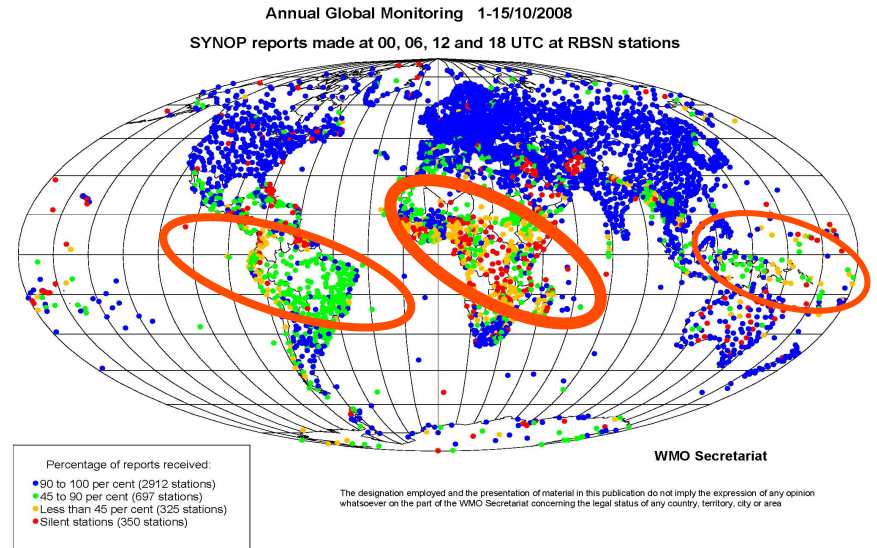 Annual Global Monitoring 1-15/10/2008
SYNOP reports made at 00, 06, 12 and 18 UTC at RBSN stations
WMO Secretariat
Percentage of reports received:
90 to 100 per cent (2912 stations)
45 to 90 per cent (697 stations)
Less than 45 per cent (325 stations)
Silent stations (350 stations)
The designation employed and the presentation of material in this publication do not imply the expression of any opinion
whatsoever on the part of the WMO Secretariat concerning the legal status of any country, territory, city or area